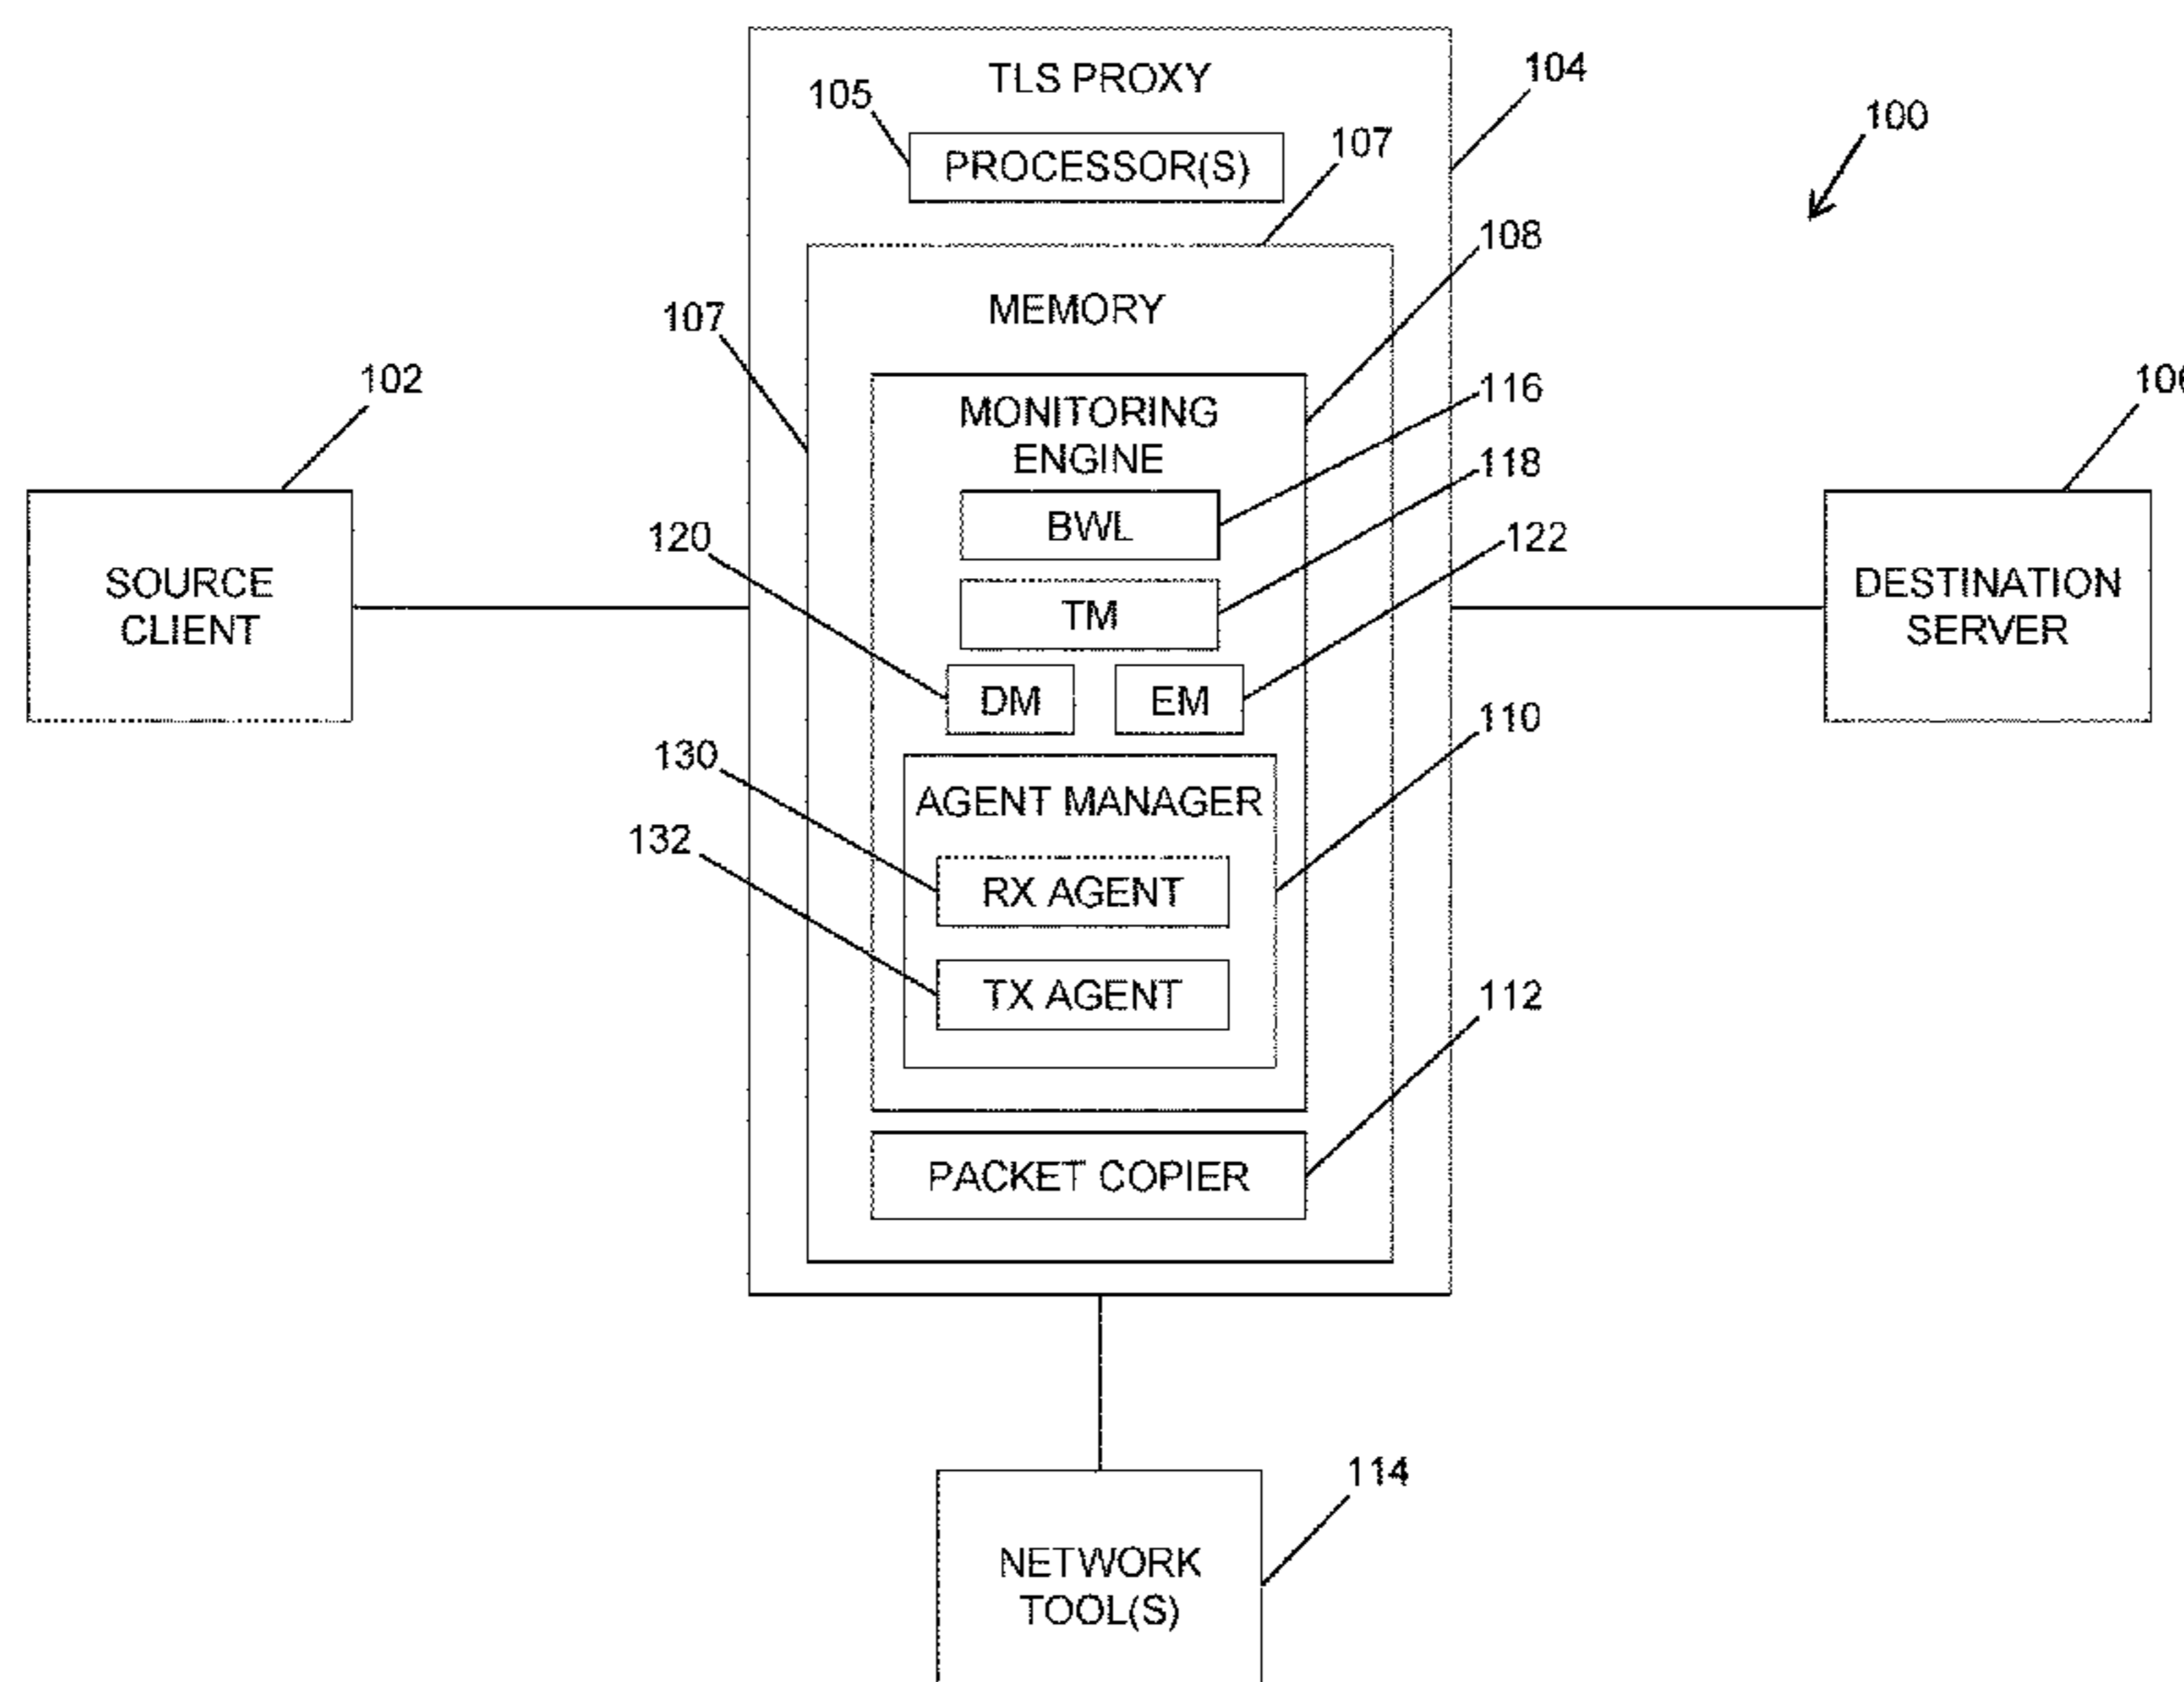 TLS PROXY
104
105
100
PROCESSOR(S)
107
108
MEMORY
107
102
116
106
MONITORING
ENGINE
118
BWL
120
122
SOURCE
CLIENT
TM
DESTINATION
SERVER
DM
EM
110
130
AGENT MANAGER
132
RX AGENT
TX AGENT
112
PACKET COPIER
114
NETWORK
TOOL(S)